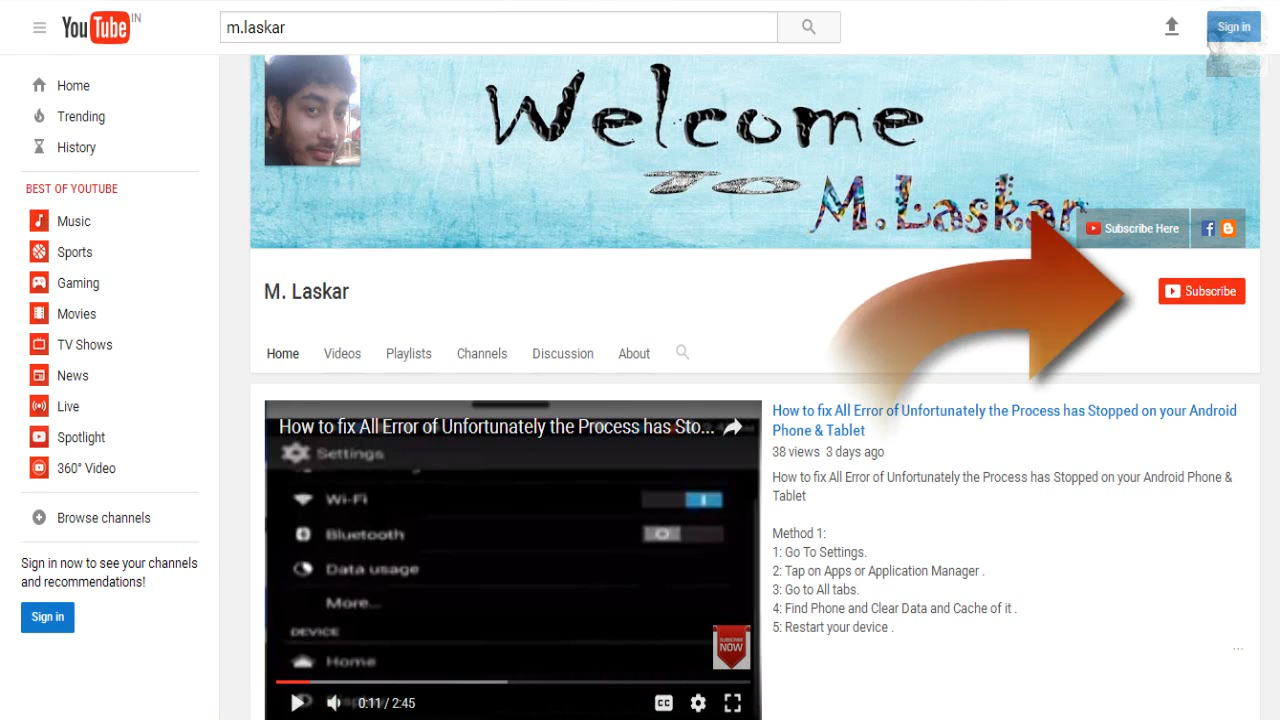 YouTube IN
m.laskar
Sign in
Home
Trending
History
BEST OF YOUTUBE
Music
Sports
Gaming
Movies
TV Shows
News
Live
Spotlight
360° Video
Browse channels
Sign in now to see your channels
and recommendations!
Sign in
Welcome
To
M.Laskar
Subscribe Here
M. Laskar
Subscribe
Home Videos Playlists Channels Discussion About
How to fix All Error of Unfortunately the Process has Sto...
Settings
Wi-Fi
Bluetooth
Data usage
More...
DEVICE
Home
SUBSCRIBE
NOW
0:11 / 2:45
CC
How to fix All Error of Unfortunately the Process has Stopped on your Android
Phone & Tablet
38 views 3 days ago
How to fix All Error of Unfortunately the Process has Stopped on your Android Phone &
Tablet
Method 1:
1: Go To Settings.
2: Tap on Apps or Application Manager .
3: Go to All tabs.
4: Find Phone and Clear Data and Cache of it .
5: Restart your device .
...